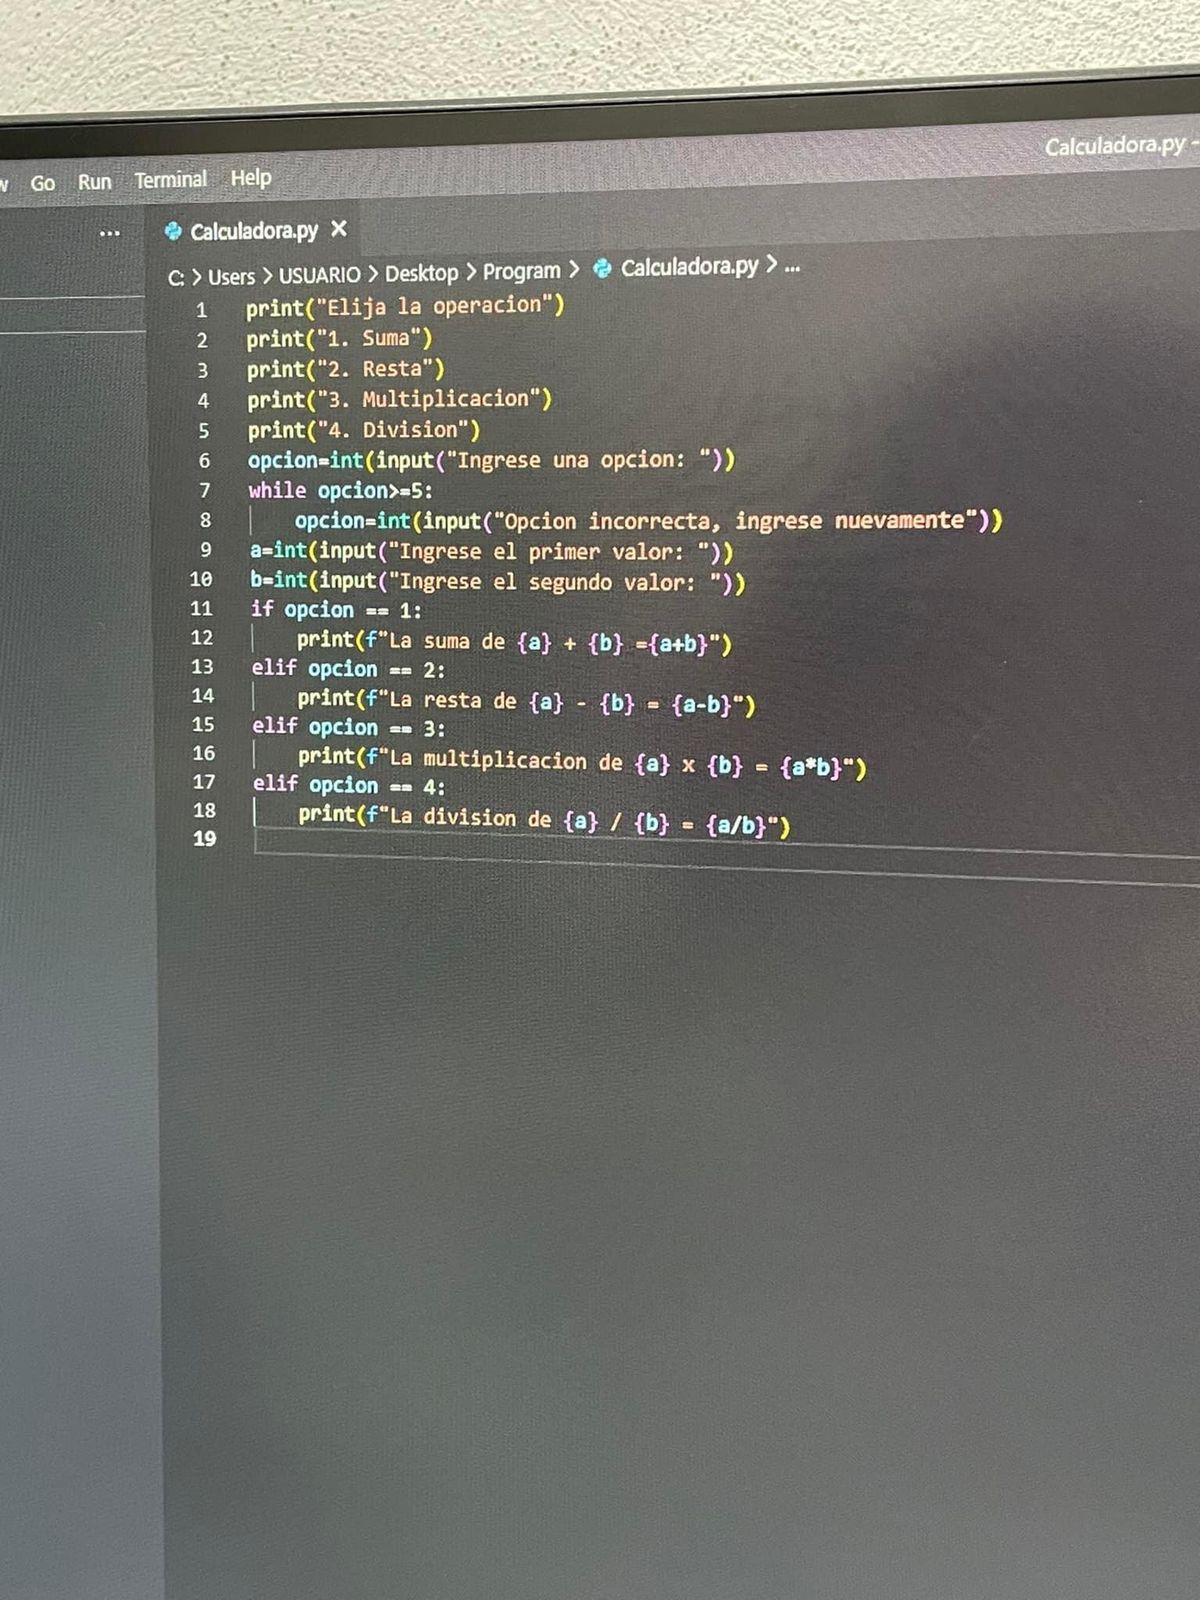 Calculadora.py -
Go Run Terminal Help
... Calculadora.py X
C: > Users > USUARIO > Desktop > Program > Calculadora.py > ...
1 print("Elija la operacion")
2 print("1. Suma")
3 print("2. Resta")
4 print("3. Multiplicacion")
5 print("4. Division")
6 opcion=int(input("Ingrese una opcion: "))
7 while opcion>=5:
8     opcion=int(input("Opcion incorrecta, ingrese nuevamente"))
9 a=int(input("Ingrese el primer valor: "))
10 b=int(input("Ingrese el segundo valor: "))
11 if opcion == 1:
12     print(f"La suma de {a} + {b} ={a+b}")
13 elif opcion == 2:
14     print(f"La resta de {a} - {b} = {a-b}")
15 elif opcion == 3:
16     print(f"La multiplicacion de {a} x {b} = {a*b}")
17 elif opcion == 4:
18     print(f"La division de {a} / {b} = {a/b}")
19